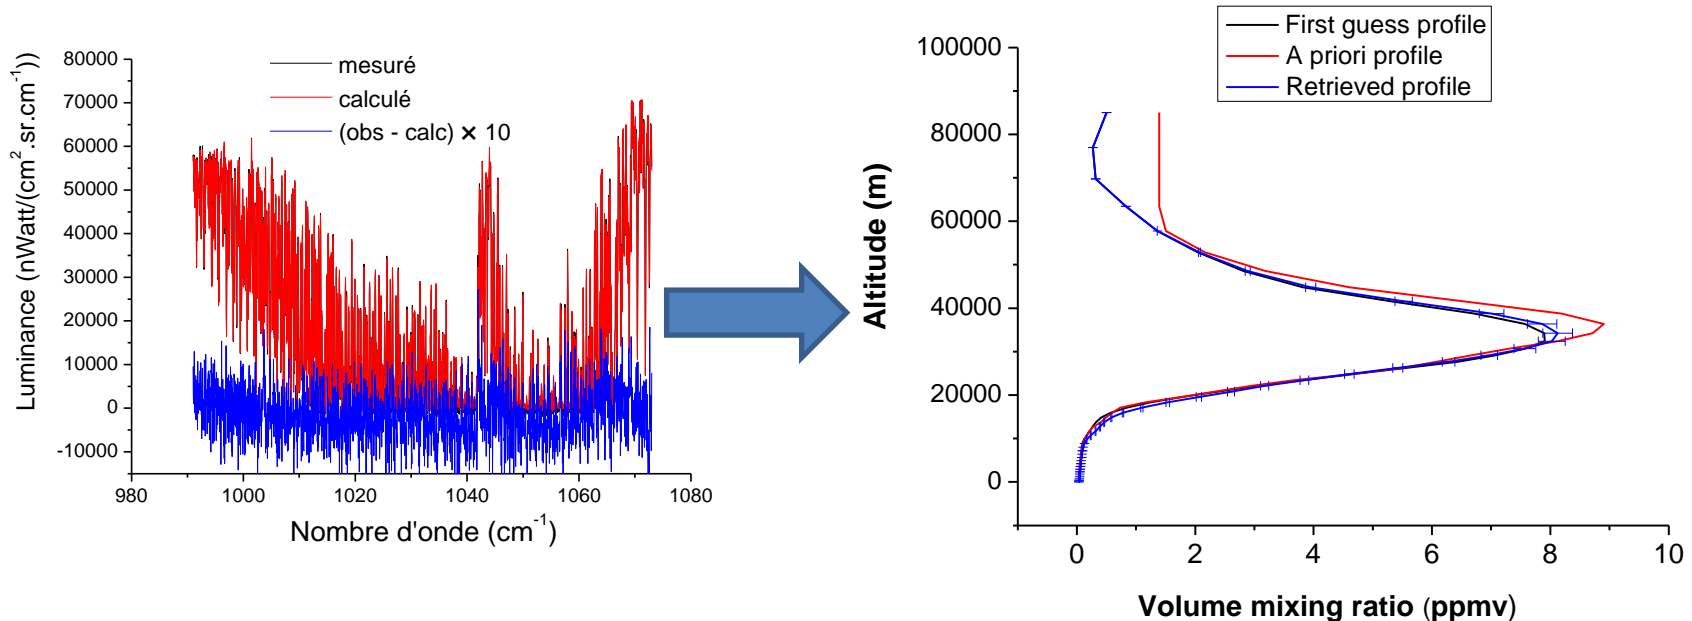 80000
70000
60000
50000
40000
30000
20000
10000
0
-10000
980
1000
1020
1040
1060
1080
Luminance (nWatt/(cm².sr.cm⁻¹))
Nombre d'onde (cm⁻¹)
mesuré
calculé
(obs - calc) × 10
First guess profile
A priori profile
Retrieved profile
100000
80000
60000
40000
20000
0
Altitude (m)
0
2
4
6
8
10
Volume mixing ratio (ppmv)